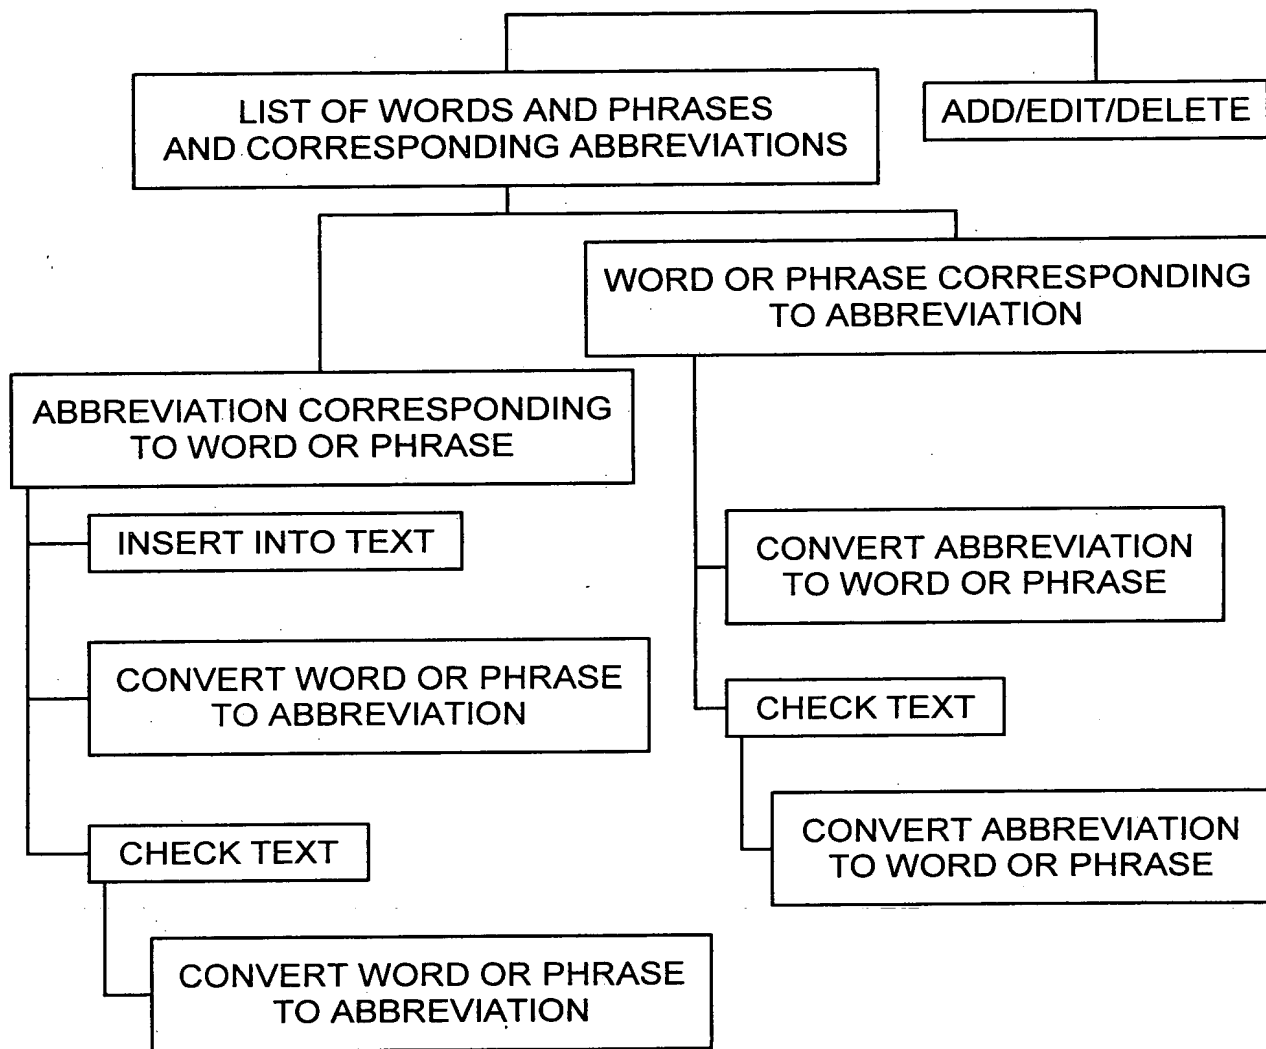 LIST OF WORDS AND PHRASES
AND CORRESPONDING ABBREVIATIONS
ADD/EDIT/DELETE
WORD OR PHRASE CORRESPONDING
TO ABBREVIATION
ABBREVIATION CORRESPONDING
TO WORD OR PHRASE
INSERT INTO TEXT
CONVERT ABBREVIATION
TO WORD OR PHRASE
CONVERT WORD OR PHRASE
TO ABBREVIATION
CHECK TEXT
CHECK TEXT
CONVERT ABBREVIATION
TO WORD OR PHRASE
CONVERT WORD OR PHRASE
TO ABBREVIATION